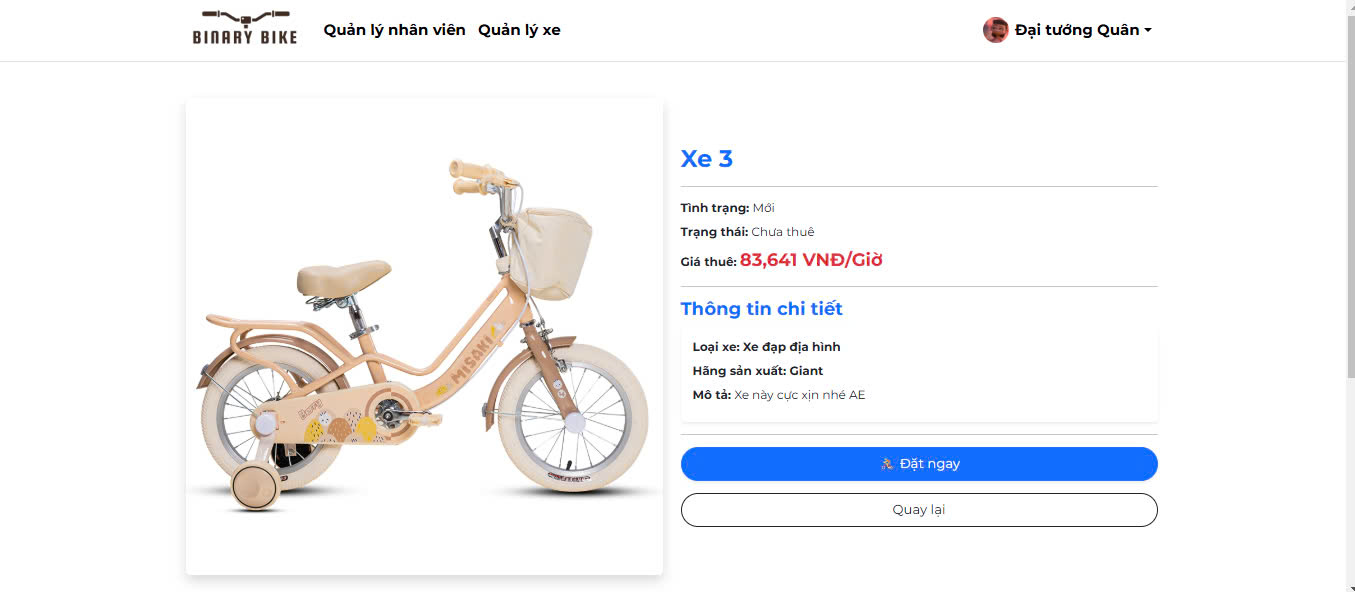 BINARY BIKE
Quản lý nhân viên Quản lý xe
Đại tướng Quân
Xe 3
Tình trạng: Mới
Trạng thái: Chưa thuê
Giá thuê: 83,641 VNĐ/Giờ
Thông tin chi tiết
Loại xe: Xe đạp địa hình
Hãng sản xuất: Giant
Mô tả: Xe này cực xịn nhé AE
Đặt ngay
Quay lại
MISAKI